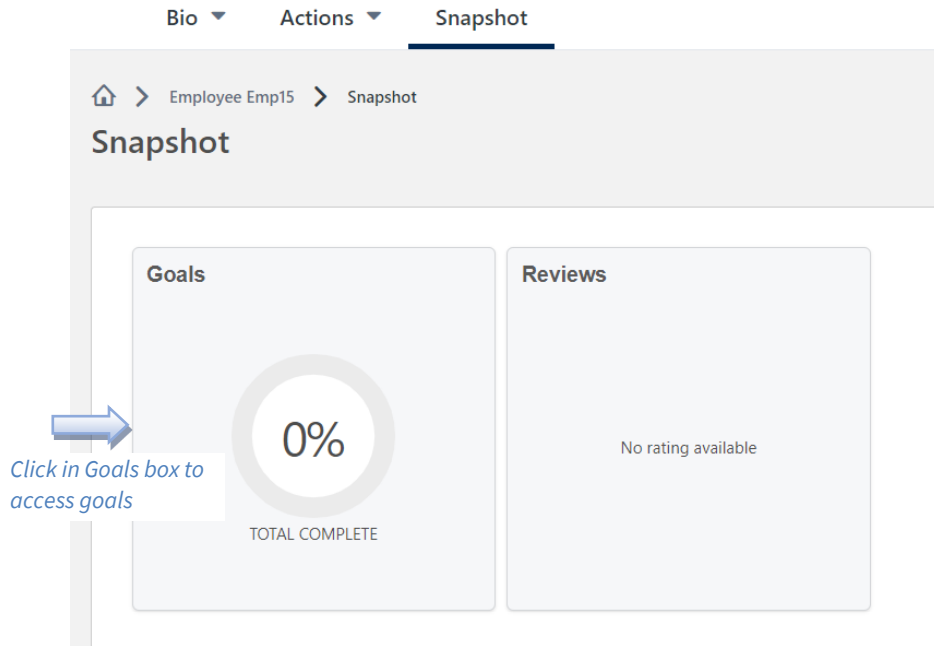 Bio Actions Snapshot
Employee Emp15 Snapshot
Snapshot
Goals
0%
TOTAL COMPLETE
Reviews
No rating available
Click in Goals box to
access goals